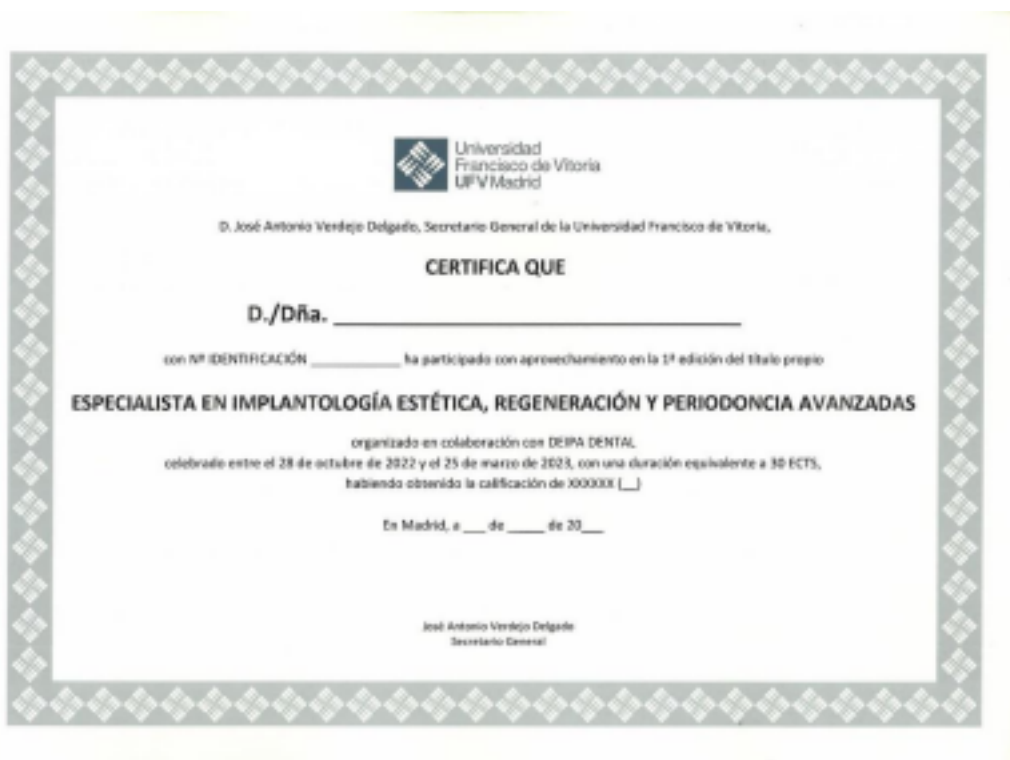 Universidad
Francisco de Vitoria
UFV Madrid
D. José Antonio Verdejo Delgado, Secretario General de la Universidad Francisco de Vitoria,
CERTIFICA QUE
D./Dña. ____________________
con Nº IDENTIFICACIÓN ____________ ha participado con aprovechamiento en la 1ª edición del título propio
ESPECIALISTA EN IMPLANTOLOGÍA ESTÉTICA, REGENERACIÓN Y PERIODONCIA AVANZADAS
organizado en colaboración con DEIPA DENTAL
celebrado entre el 28 de octubre de 2022 y el 25 de marzo de 2023, con una duración equivalente a 30 ECTS,
habiendo obtenido la calificación de XXXXXX (__)
En Madrid, a ___ de _____ de 20___
José Antonio Verdejo Delgado
Secretario General